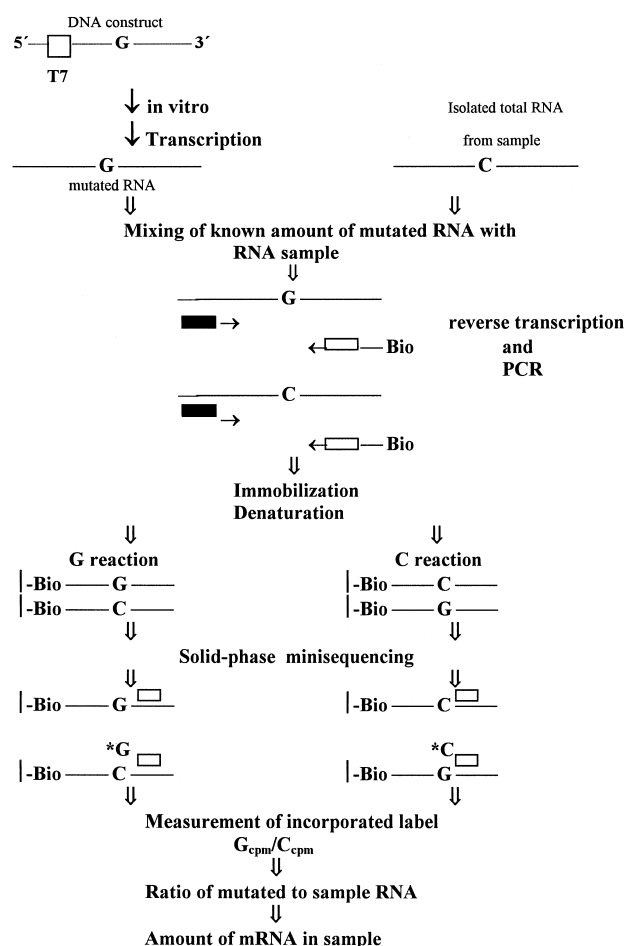 DNA construct
5´ G 3´
T7
in vitro
Transcription
G
mutated RNA
Isolated total RNA
from sample
C
Mixing of known amount of mutated RNA with
RNA sample
G
Bio
reverse transcription
and
PCR
C
Bio
Immobilization
Denaturation
G reaction
-Bio G
-Bio C
C reaction
-Bio C
-Bio G
Solid-phase minisequencing
-Bio G
*G
-Bio C
-Bio C
*C
-Bio G
Measurement of incorporated label
Gcpm/Ccpm
Ratio of mutated to sample RNA
Amount of mRNA in sample